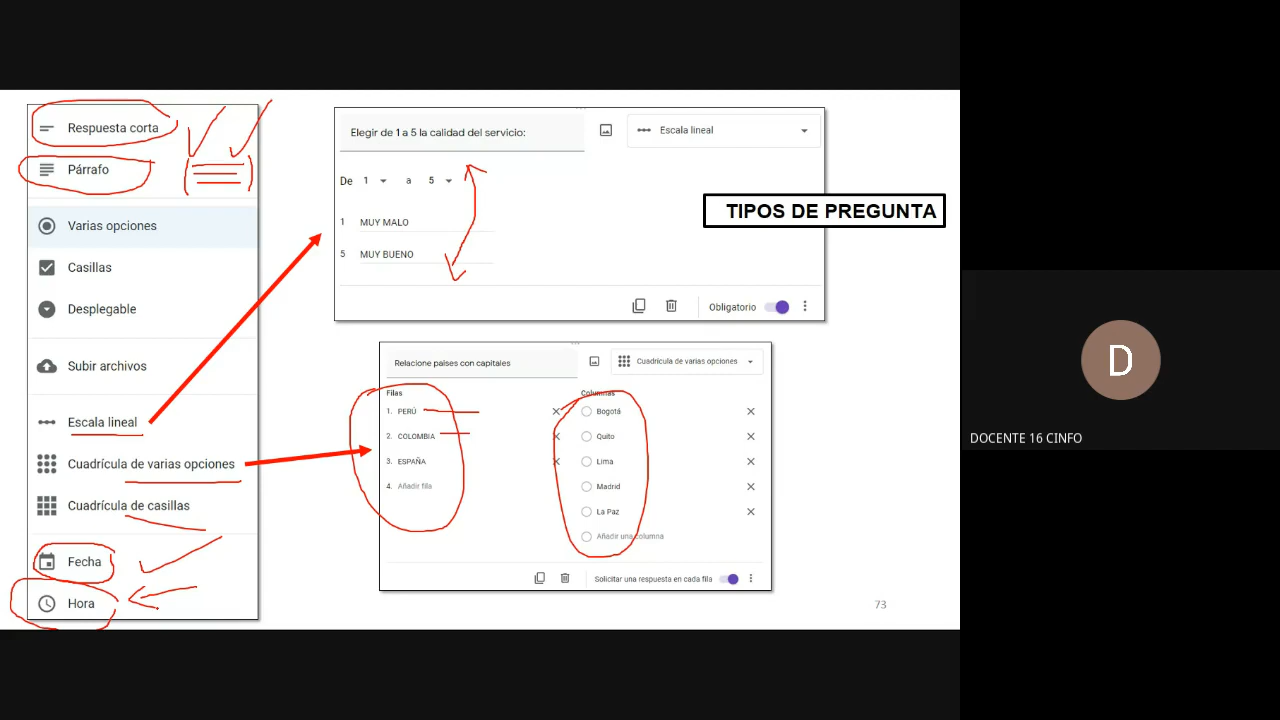 Respuesta corta
Párrafo
Varias opciones
Casillas
Desplegable
Subir archivos
Escala lineal
Cuadrícula de varias opciones
Cuadrícula de casillas
Fecha
Hora
Elegir de 1 a 5 la calidad del servicio:
Escala lineal
De 1 a 5
1 MUY MALO
5 MUY BUENO
Obligatorio
TIPOS DE PREGUNTA
Relacione países con capitales
Cuadrícula de varias opciones
Filas
1. PERÚ
2. COLOMBIA
3. ESPAÑA
4. Añadir fila
Columnas
Bogotá
Quito
Lima
Madrid
La Paz
Añadir una columna
Solicitar una respuesta en cada fila
73
D
DOCENTE 16 CINFO